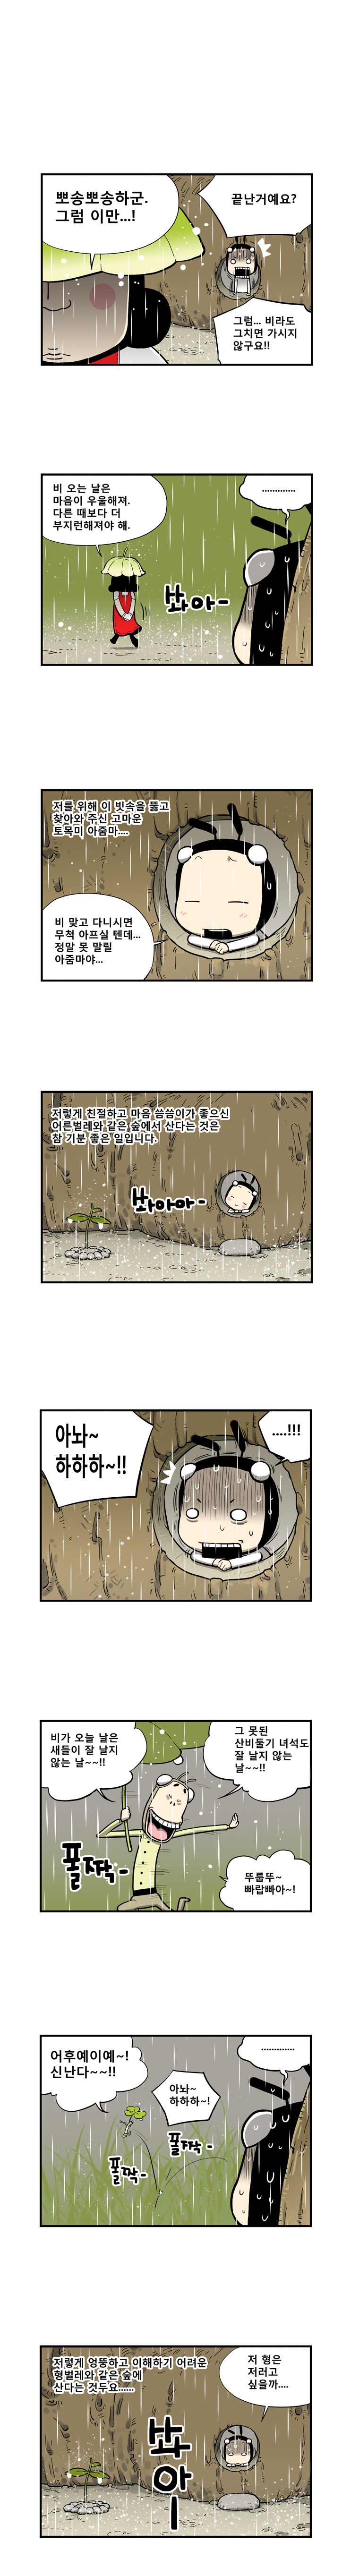 뽀송뽀송하군.
그럼 이만...!
끝난거예요?
그럼... 비라도
그치면 가시지
않구요!!
비 오는 날은
마음이 우울해져.
다른 때보다 더
부지런해져야 해.
.............
쏴아-
저를 위해 이 빗속을 뚫고
찾아와 주신 고마운
토목미 아줌마....
비 맞고 다니시면
무척 아프실 텐데...
정말 못 말릴
아줌마야...
저렇게 친절하고 마음 씀씀이가 좋으신
어른벌레와 같은 숲에서 산다는 것은
참 기분 좋은 일입니다.
쏴아아아-
아놔~
하하하~!!
....!!!
비가 오늘 날은
새들이 잘 날지
않는 날~~!!
그 못된
산비둘기 녀석도
잘 날지 않는
날~~!!
폴짝-
뚜룹뚜~
빠랍빠아~!
어후예이예~!
신난다~~!!
아놔~
하하하~!
.............
폴짝-
폴짝-
저렇게 엉뚱하고 이해하기 어려운
형벌레와 같은 숲에
산다는 것두요......
저 형은
저러고
싶을까....
쏴아-